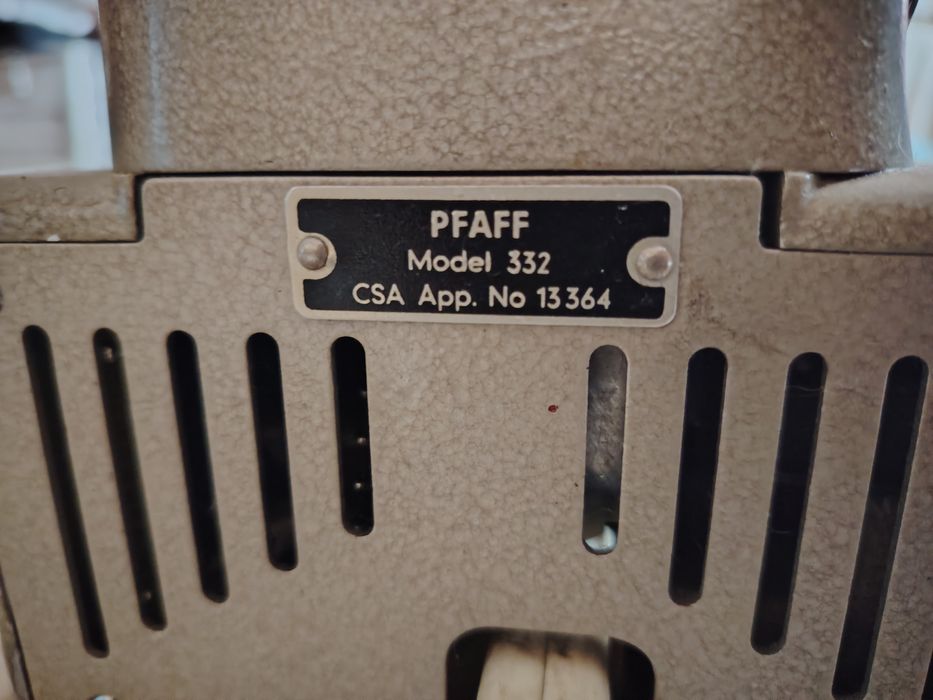 PFAFF
Model 332
CSA App. No 13364